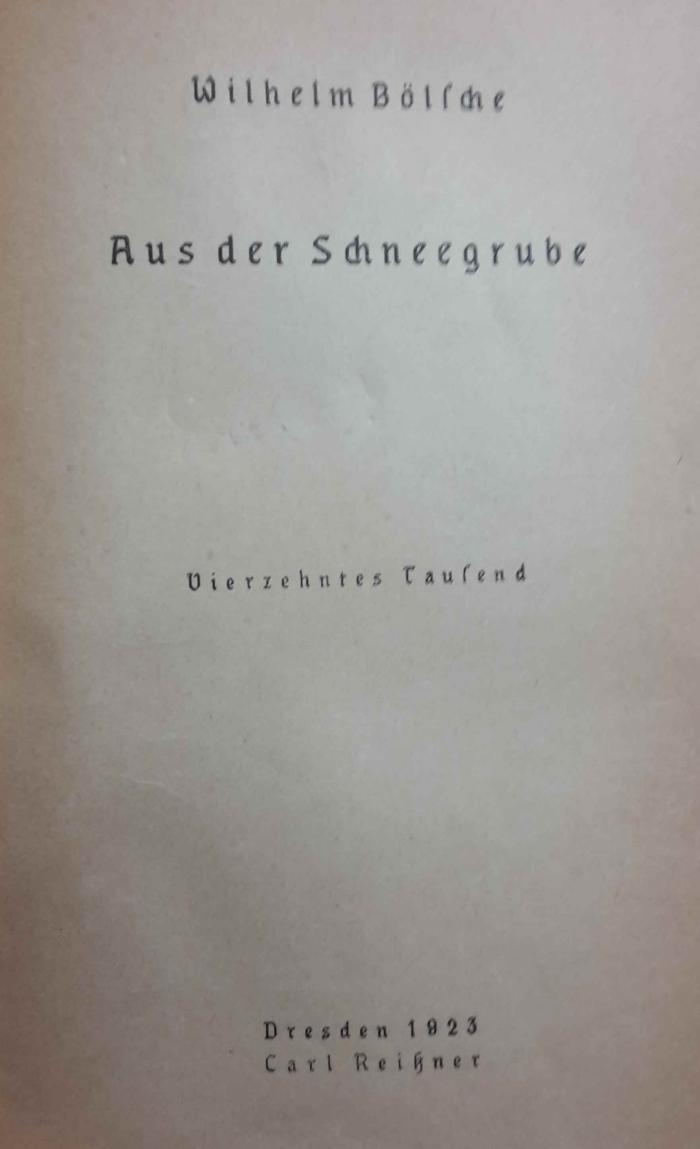 Wilhelm Bölſche
Aus der Schneegrube
Vierzehntes Tauſend
Dresden 1923
Carl Reißner